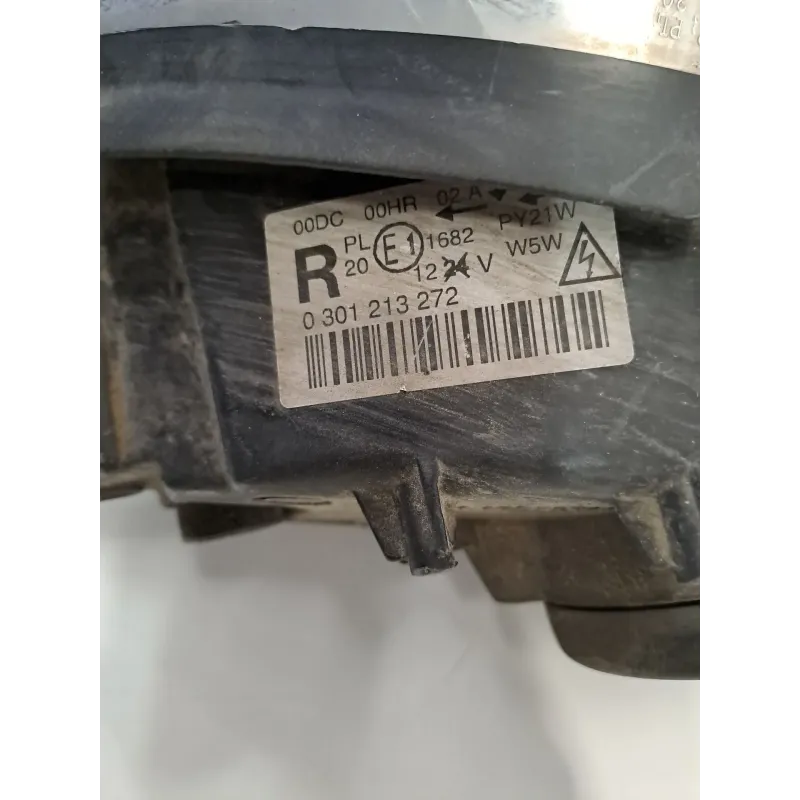 00DC 00HR 02 A
R PL E1 1682 PY21W
20 12 24 V W5W
0 301 213 272